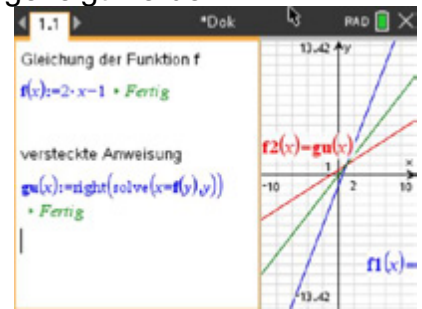 1.1
*Dok
RAD
Gleichung der Funktion f
f(x):=2·x−1 ▸ Fertig
versteckte Anweisung
gu(x):=right(solve(x=f(y),y))
▸ Fertig
13.42 y
f2(x)=gu(x)
1
x
-10
2
10
f1(x)=
-13.42